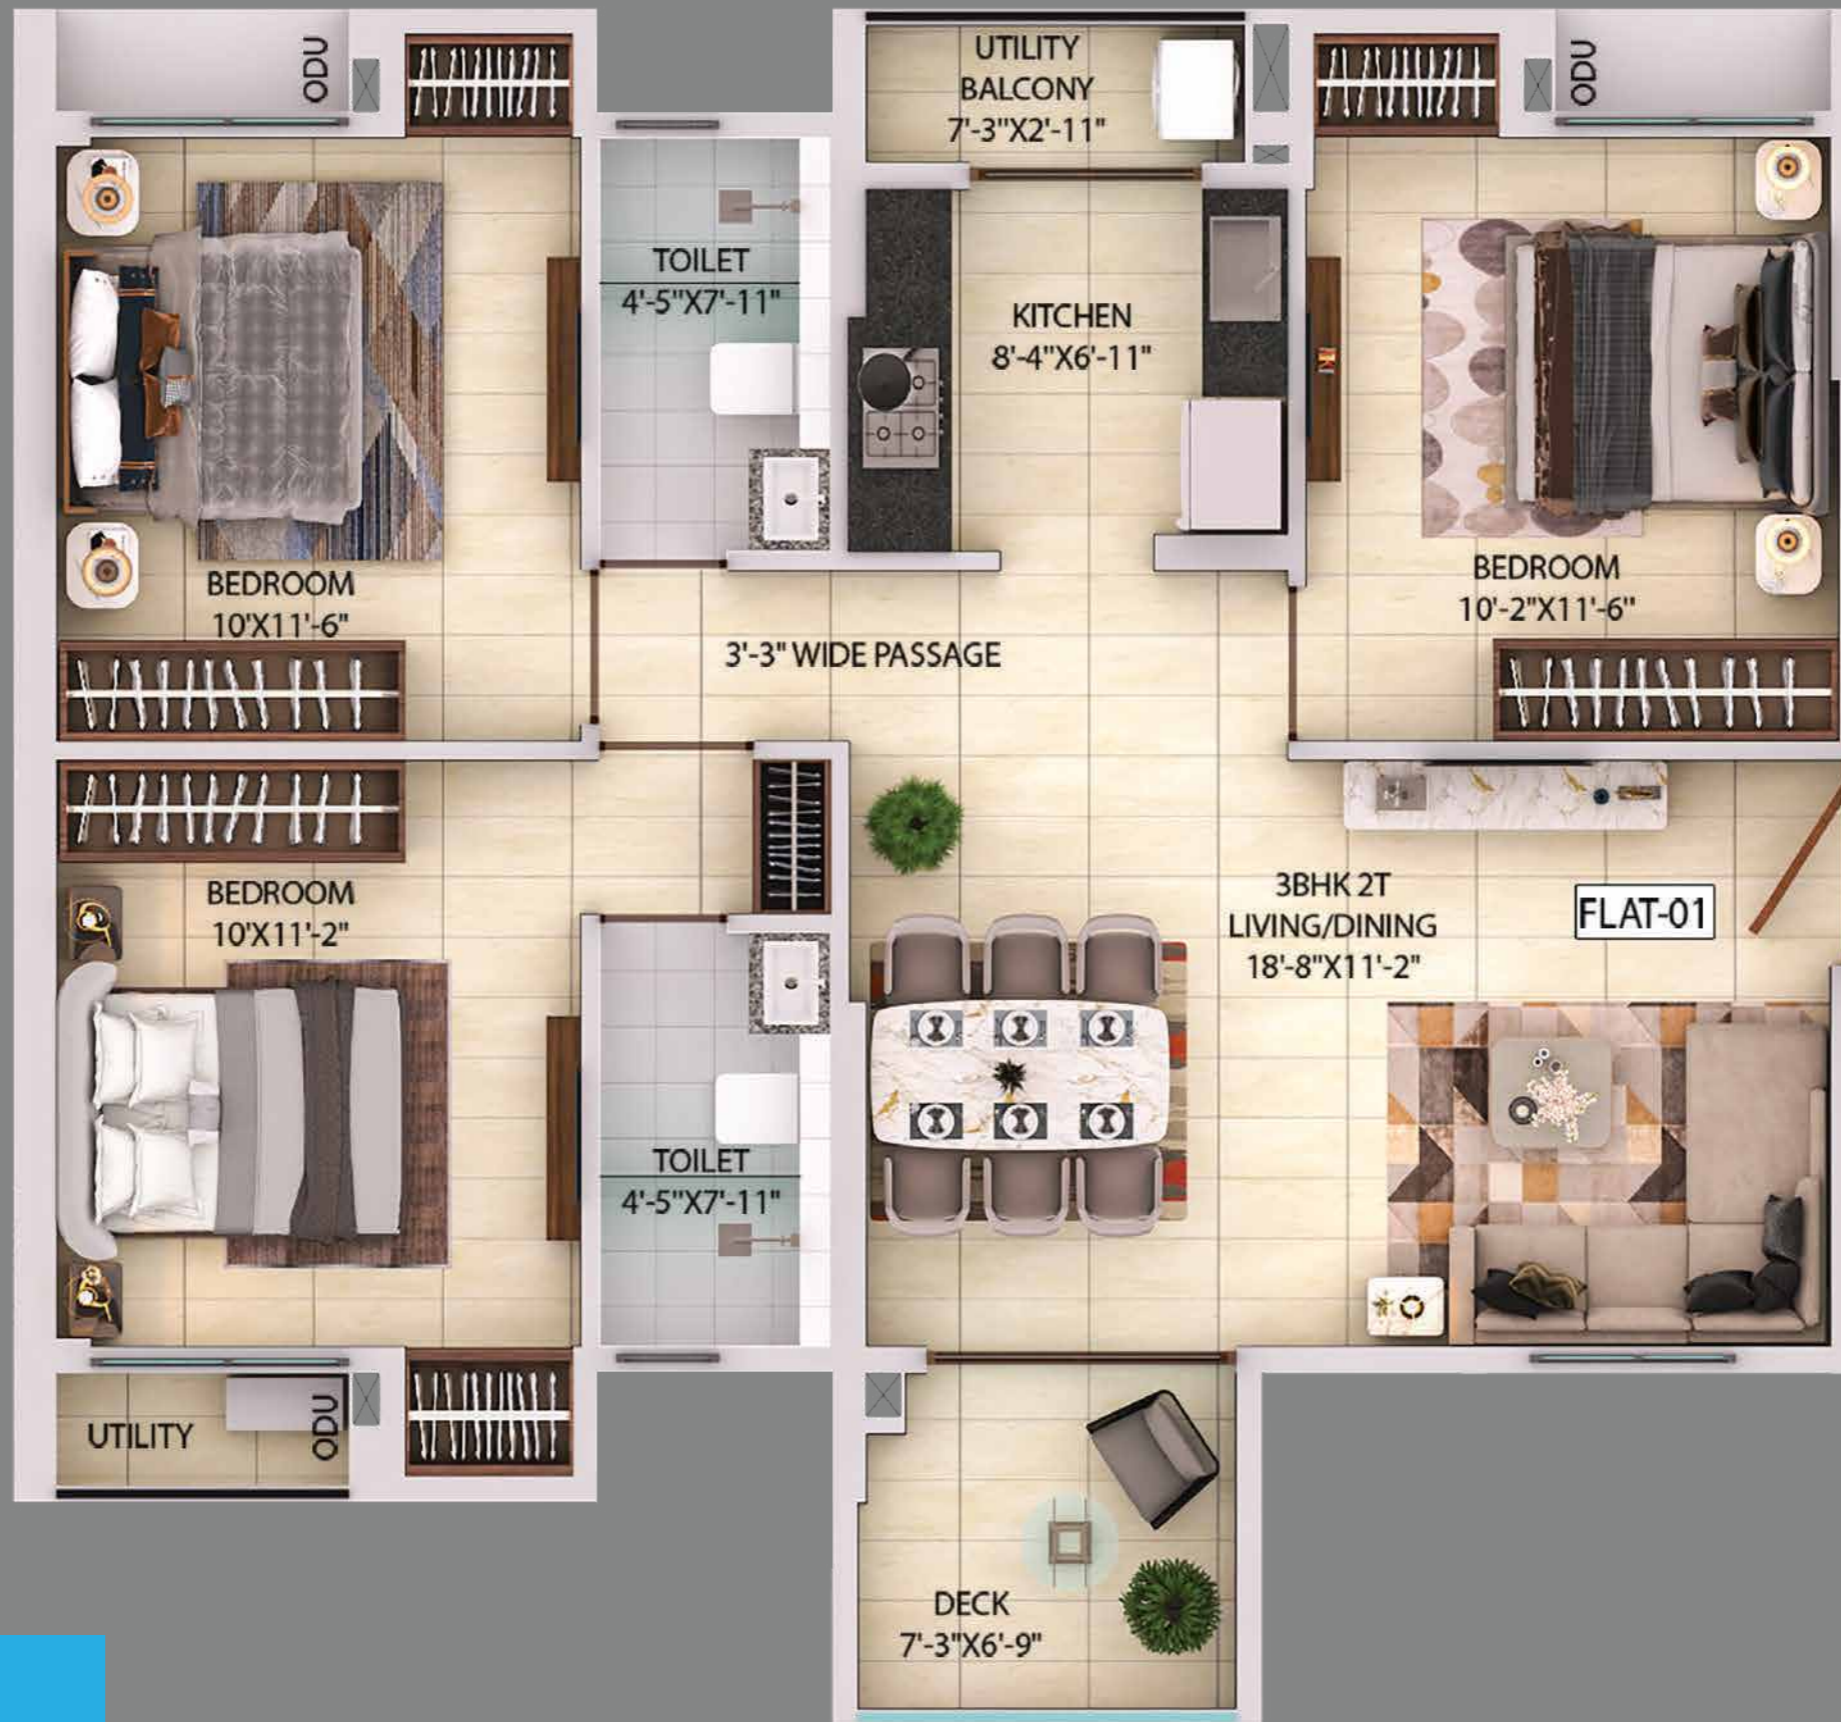 ODU
UTILITY
BALCONY
7'-3"X2'-11"
ODU
TOILET
4'-5"X7'-11"
KITCHEN
8'-4"X6'-11"
BEDROOM
10'X11'-6"
BEDROOM
10'-2"X11'-6"
3'-3" WIDE PASSAGE
BEDROOM
10'X11'-2"
3BHK 2T
LIVING/DINING
18'-8"X11'-2"
FLAT-01
TOILET
4'-5"X7'-11"
UTILITY
ODU
DECK
7'-3"X6'-9"